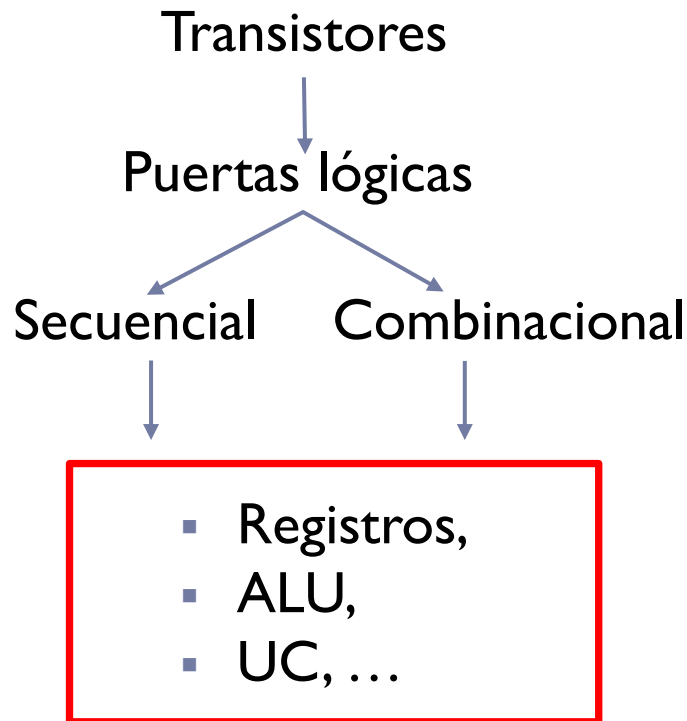 Transistores
Puertas lógicas
Secuencial Combinacional
▪ Registros,
▪ ALU,
▪ UC, …